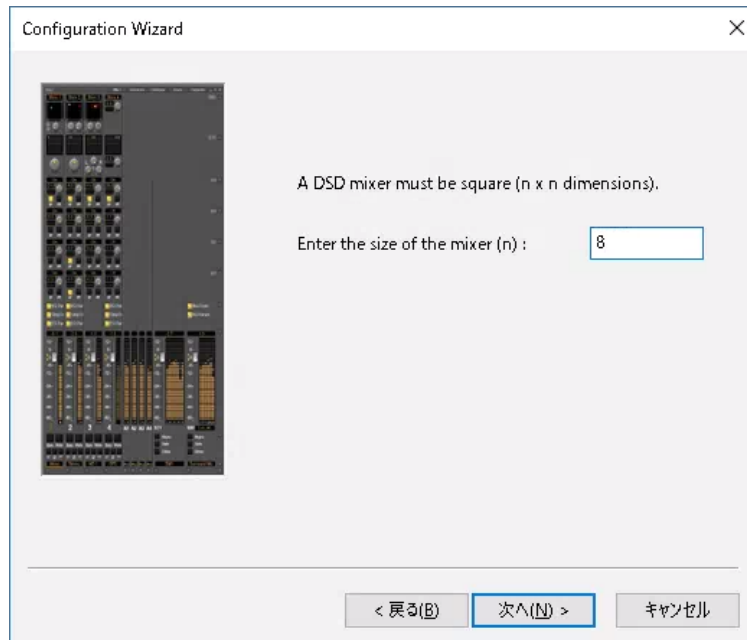 Configuration Wizard
A DSD mixer must be square (n x n dimensions).
Enter the size of the mixer (n) :
8
< 戻る(B)
次へ(N) >
キャンセル